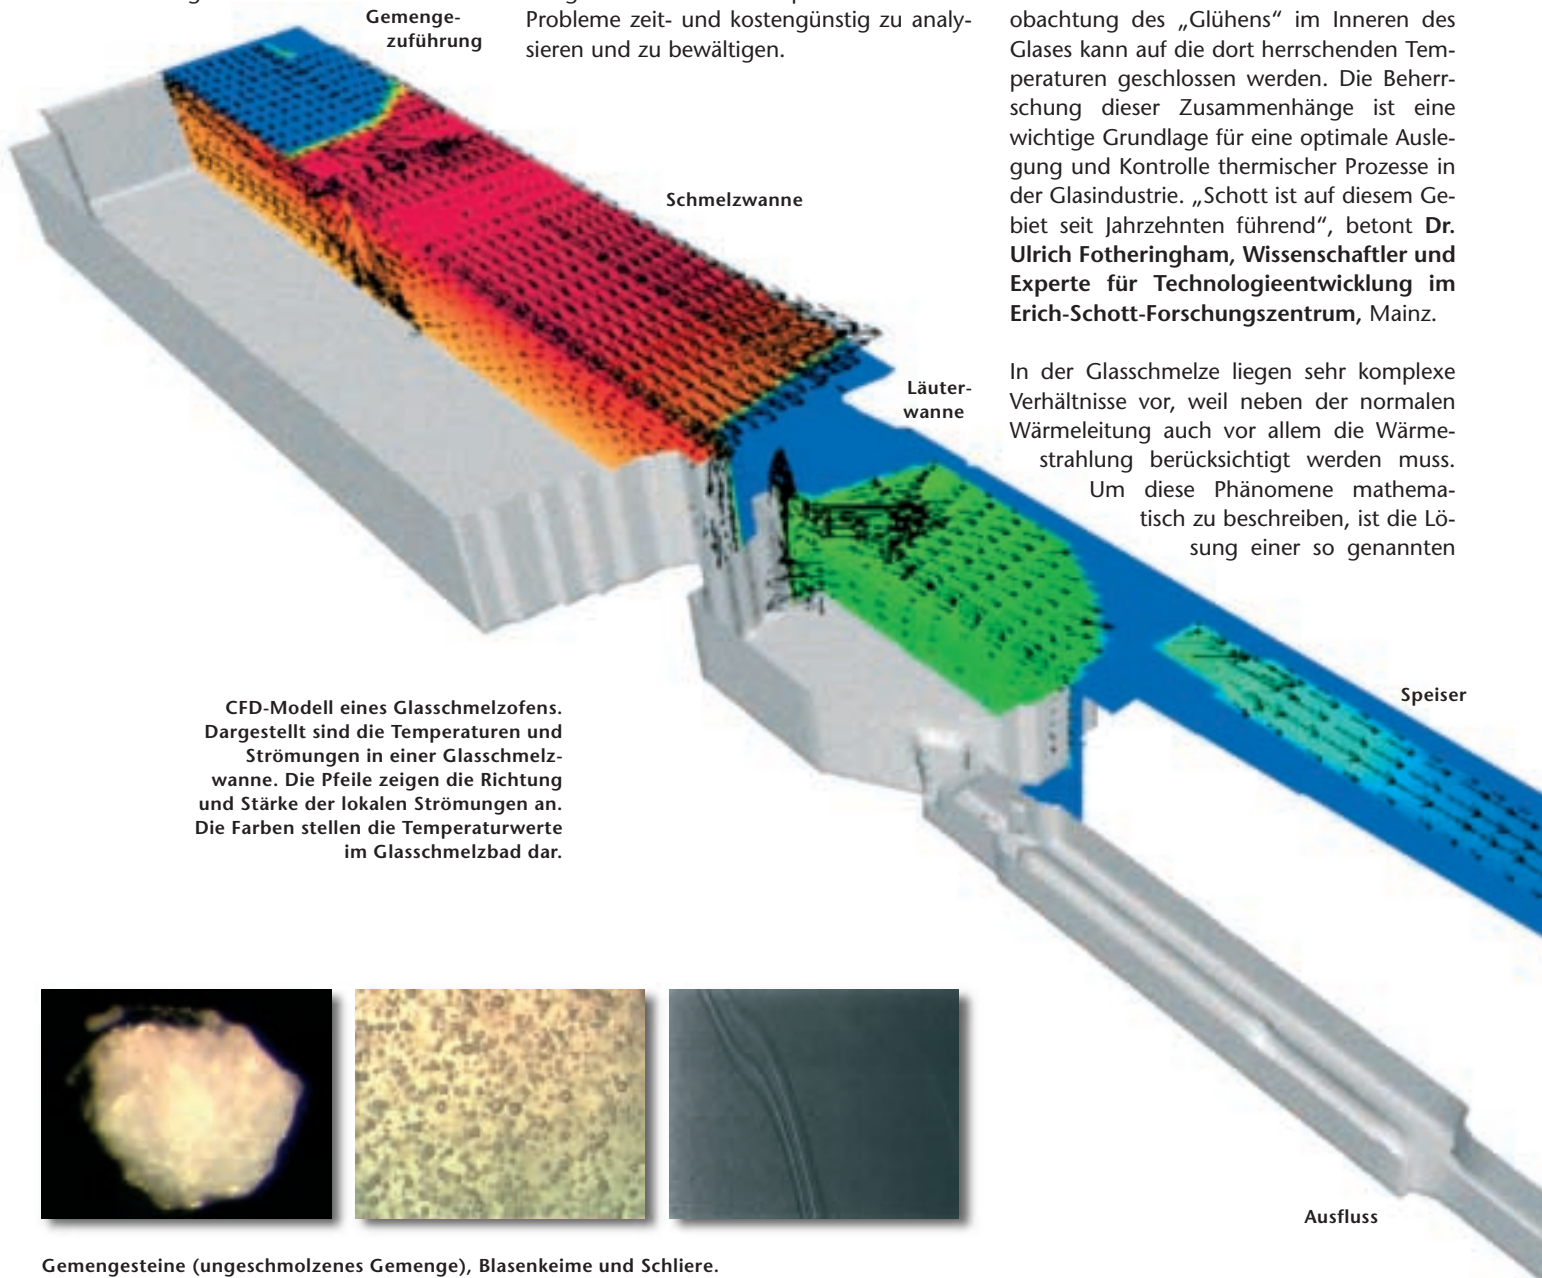 Gemenge-
zuführung
Probleme zeit- und kostengünstig zu analy-
sieren und zu bewältigen.
obachtung des „Glühens“ im Inneren des
Glases kann auf die dort herrschenden Tem-
peraturen geschlossen werden. Die Beherr-
schung dieser Zusammenhänge ist eine
wichtige Grundlage für eine optimale Ausle-
gung und Kontrolle thermischer Prozesse in
der Glasindustrie. „Schott ist auf diesem Ge-
biet seit Jahrzehnten führend“, betont Dr.
Ulrich Fotheringham, Wissenschaftler und
Experte für Technologieentwicklung im
Erich-Schott-Forschungszentrum, Mainz.
In der Glasschmelze liegen sehr komplexe
Verhältnisse vor, weil neben der normalen
Wärmeleitung auch vor allem die Wärme-
strahlung berücksichtigt werden muss.
Um diese Phänomene mathema-
tisch zu beschreiben, ist die Lö-
sung einer so genannten
Schmelzwanne
Läuter-
wanne
Speiser
CFD-Modell eines Glasschmelzofens.
Dargestellt sind die Temperaturen und
Strömungen in einer Glasschmelz-
wanne. Die Pfeile zeigen die Richtung
und Stärke der lokalen Strömungen an.
Die Farben stellen die Temperaturwerte
im Glasschmelzbad dar.
Ausfluss
Gemengesteine (ungeschmolzenes Gemenge), Blasenkeime und Schliere.